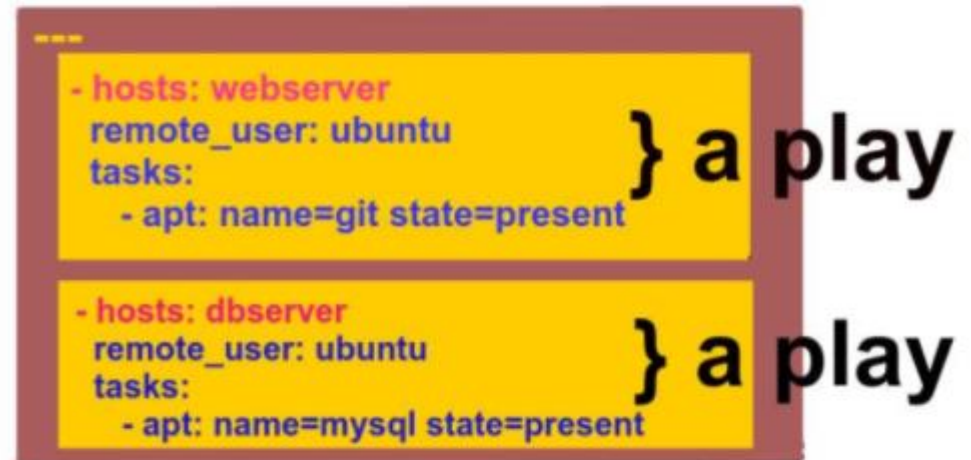 ---
- hosts: webserver
remote_user: ubuntu
tasks:
- apt: name=git state=present
} a play
- hosts: dbserver
remote_user: ubuntu
tasks:
- apt: name=mysql state=present
} a play